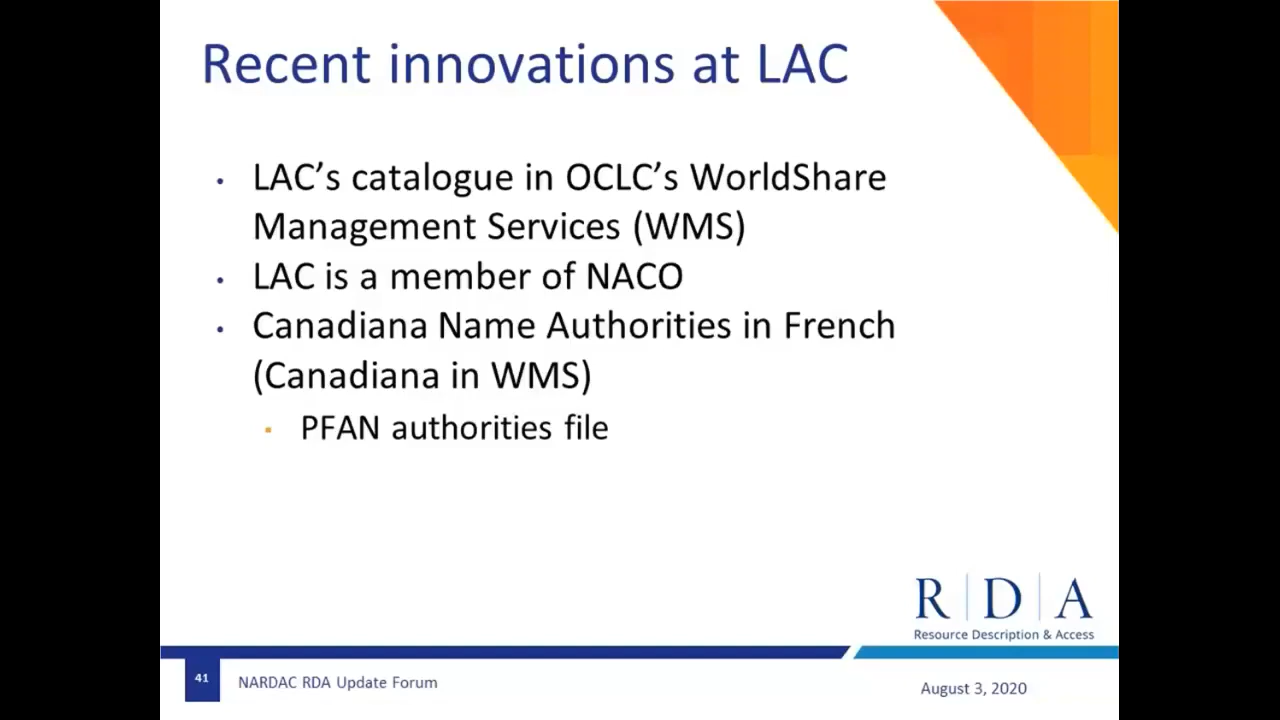 Recent innovations at LAC
• LAC’s catalogue in OCLC’s WorldShare
Management Services (WMS)
• LAC is a member of NACO
• Canadiana Name Authorities in French
(Canadiana in WMS)
▪ PFAN authorities file
R|D|A
Resource Description & Access
41
NARDAC RDA Update Forum
August 3, 2020